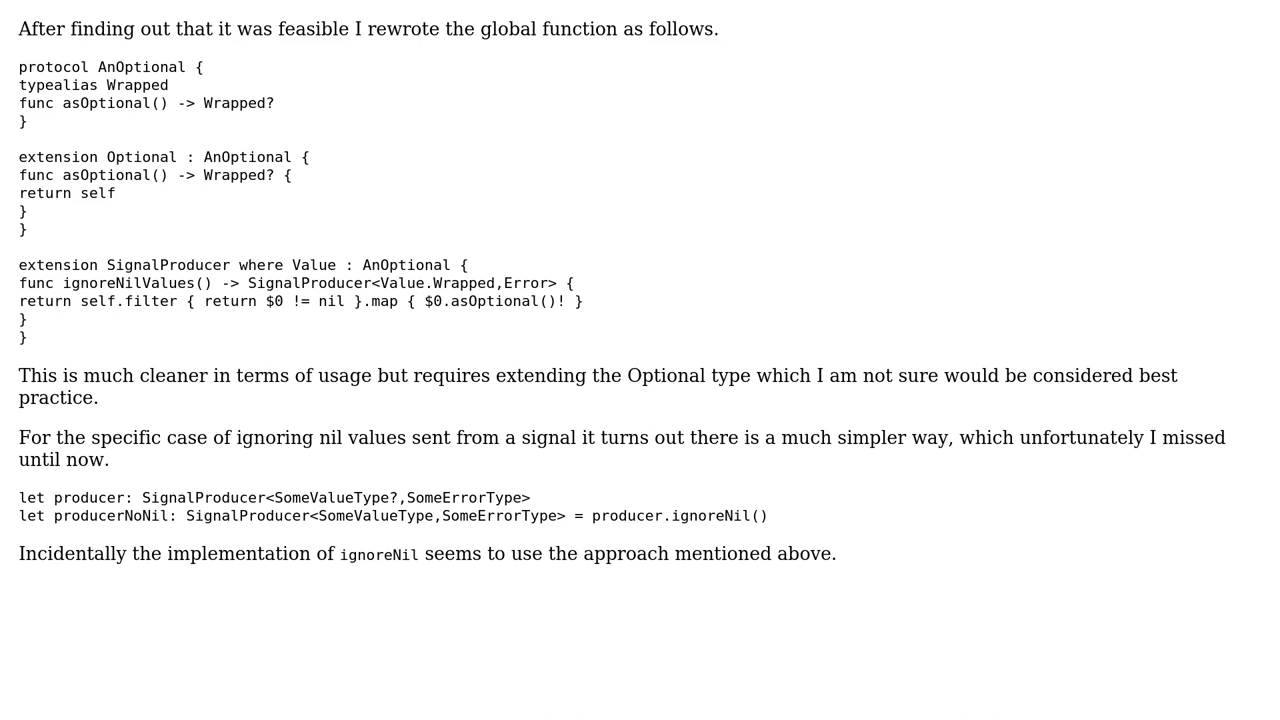 After finding out that it was feasible I rewrote the global function as follows.
protocol AnOptional {
typealias Wrapped
func asOptional() -> Wrapped?
}
extension Optional : AnOptional {
func asOptional() -> Wrapped? {
return self
}
}
extension SignalProducer where Value : AnOptional {
func ignoreNilValues() -> SignalProducer<Value.Wrapped,Error> {
return self.filter { return $0 != nil }.map { $0.asOptional()! }
}
}
This is much cleaner in terms of usage but requires extending the Optional type which I am not sure would be considered best
practice.
For the specific case of ignoring nil values sent from a signal it turns out there is a much simpler way, which unfortunately I missed
until now.
let producer: SignalProducer<SomeValueType?,SomeErrorType>
let producerNoNil: SignalProducer<SomeValueType,SomeErrorType> = producer.ignoreNil()
Incidentally the implementation of ignoreNil seems to use the approach mentioned above.